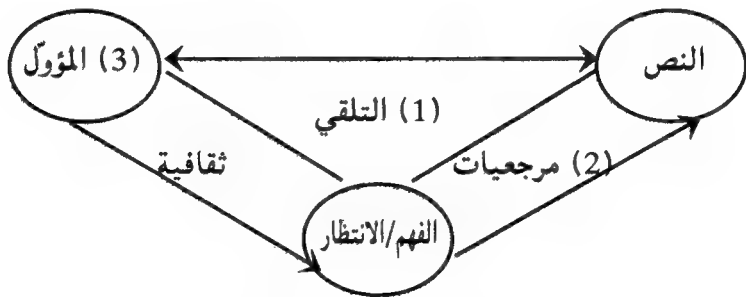 النص
(3) المؤوّل
(1) التلقي
(2) مرجعيات
ثقافية
الفهم/الانتظار